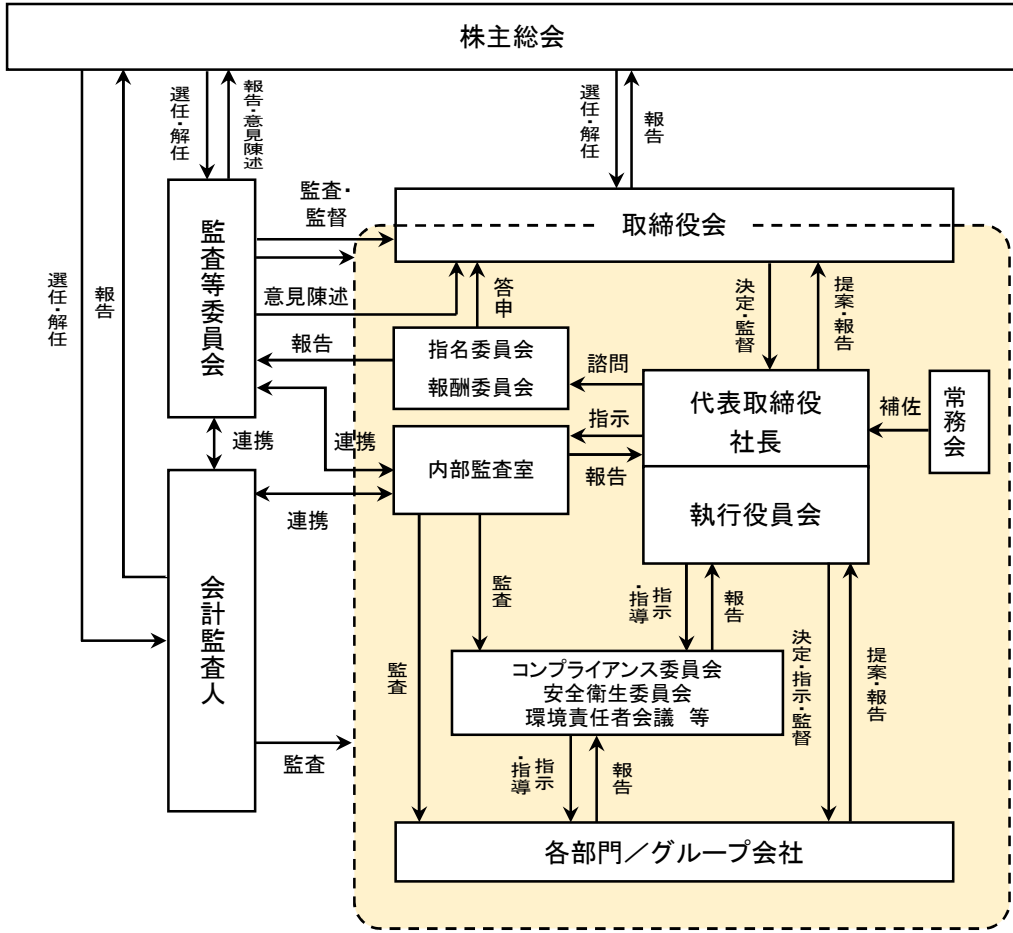 株主総会
選任・解任
報告
選任・解任
報告・意見陳述
選任・解任
報告
監査等委員会
監査・
監督
取締役会
意見陳述
答申
決定・監督
提案・報告
報告
指名委員会
報酬委員会
諮問
代表取締役
社長
補佐
常務会
指示
連携
連携
内部監査室
報告
執行役員会
連携
会計監査人
監査
監査
指示
・指導
報告
コンプライアンス委員会
安全衛生委員会
環境責任者会議 等
決定・指示・監督
提案・報告
監査
指示
・指導
報告
各部門／グループ会社